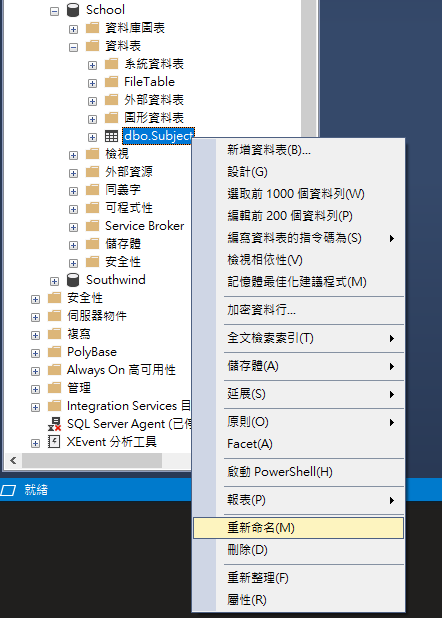 School
資料庫圖表
資料表
系統資料表
FileTable
外部資料表
圖形資料表
dbo.Subject
檢視
外部資源
同義字
可程式性
Service Broker
儲存體
安全性
Southwind
安全性
伺服器物件
複寫
PolyBase
Always On 高可用性
管理
Integration Services 目
SQL Server Agent (已停
XEvent 分析工具
就緒
新增資料表(B)...
設計(G)
選取前 1000 個資料列(W)
編輯前 200 個資料列(P)
編寫資料表的指令碼為(S)
檢視相依性(V)
記憶體最佳化建議程式(M)
加密資料行...
全文檢索索引(T)
儲存體(A)
延展(S)
原則(O)
Facet(A)
啟動 PowerShell(H)
報表(P)
重新命名(M)
刪除(D)
重新整理(F)
屬性(R)